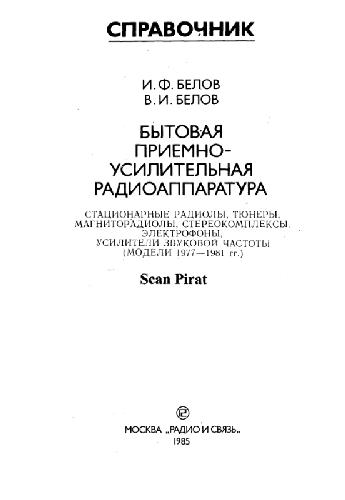 СПРАВОЧНИК
И. Ф. БЕЛОВ
В. И. БЕЛОВ
БЫТОВАЯ
ПРИЕМНО-
УСИЛИТЕЛЬНАЯ
РАДИОАППАРАТУРА
СТАЦИОНАРНЫЕ РАДИОЛЫ, ТЮНЕРЫ,
МАГНИТОРАДИОЛЫ, СТЕРЕОКОМПЛЕКСЫ,
ЭЛЕКТРОФОНЫ,
УСИЛИТЕЛИ ЗВУКОВОЙ ЧАСТОТЫ
(МОДЕЛИ 1977—1981 гг.)
Scan Pirat
МОСКВА „РАДИО И СВЯЗЬ„
1985